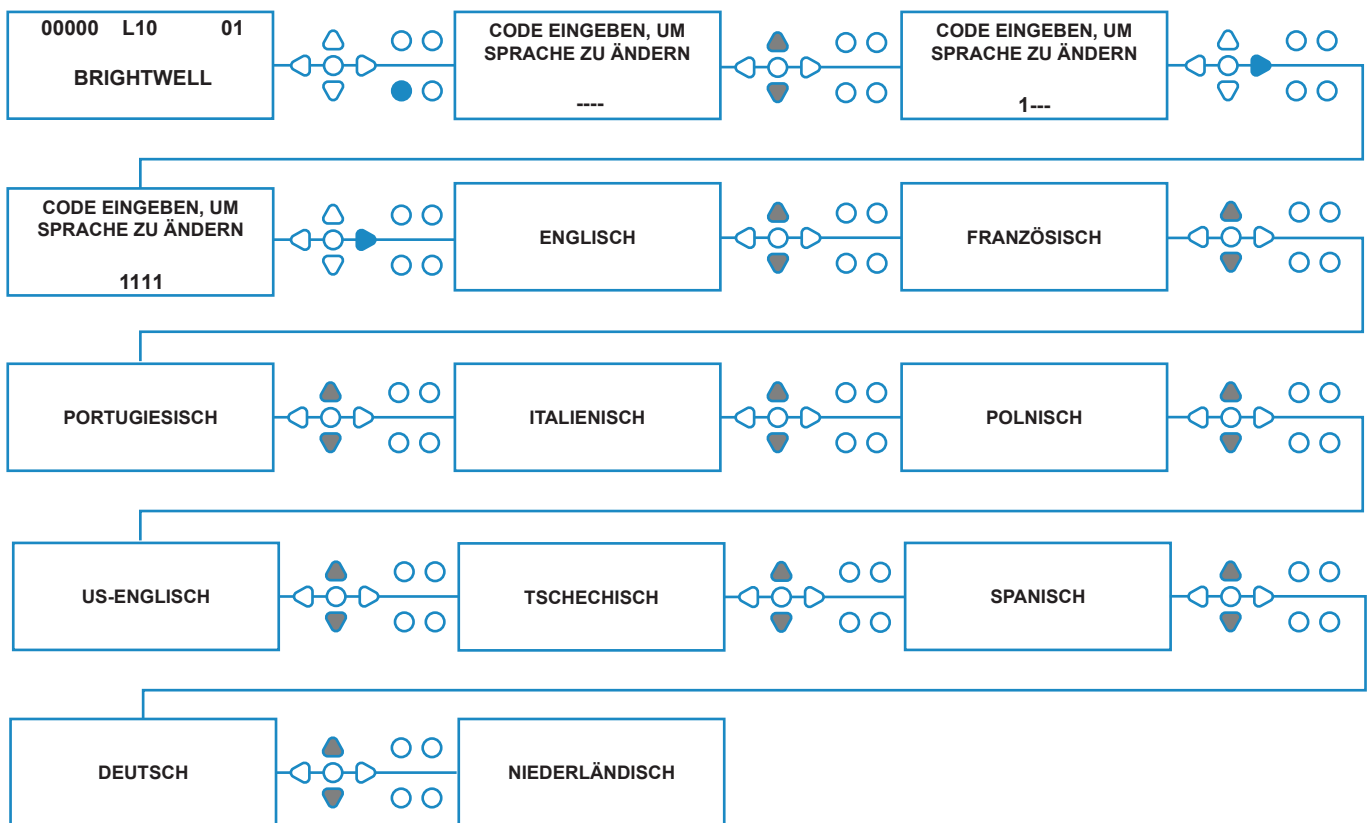 00000 L10 01
BRIGHTWELL
CODE EINGEBEN, UM
SPRACHE ZU ÄNDERN
----
CODE EINGEBEN, UM
SPRACHE ZU ÄNDERN
1---
CODE EINGEBEN, UM
SPRACHE ZU ÄNDERN
1111
ENGLISCH
FRANZÖSISCH
PORTUGIESISCH
ITALIENISCH
POLNISCH
US-ENGLISCH
TSCHECHISCH
SPANISCH
DEUTSCH
NIEDERLÄNDISCH